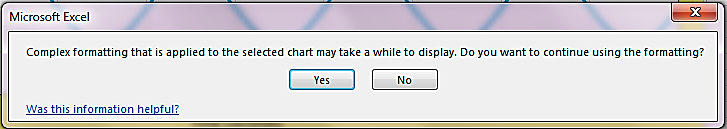 Microsoft Excel
Complex formatting that is applied to the selected chart may take a while to display. Do you want to continue using the formatting?
Yes No
Was this information helpful?